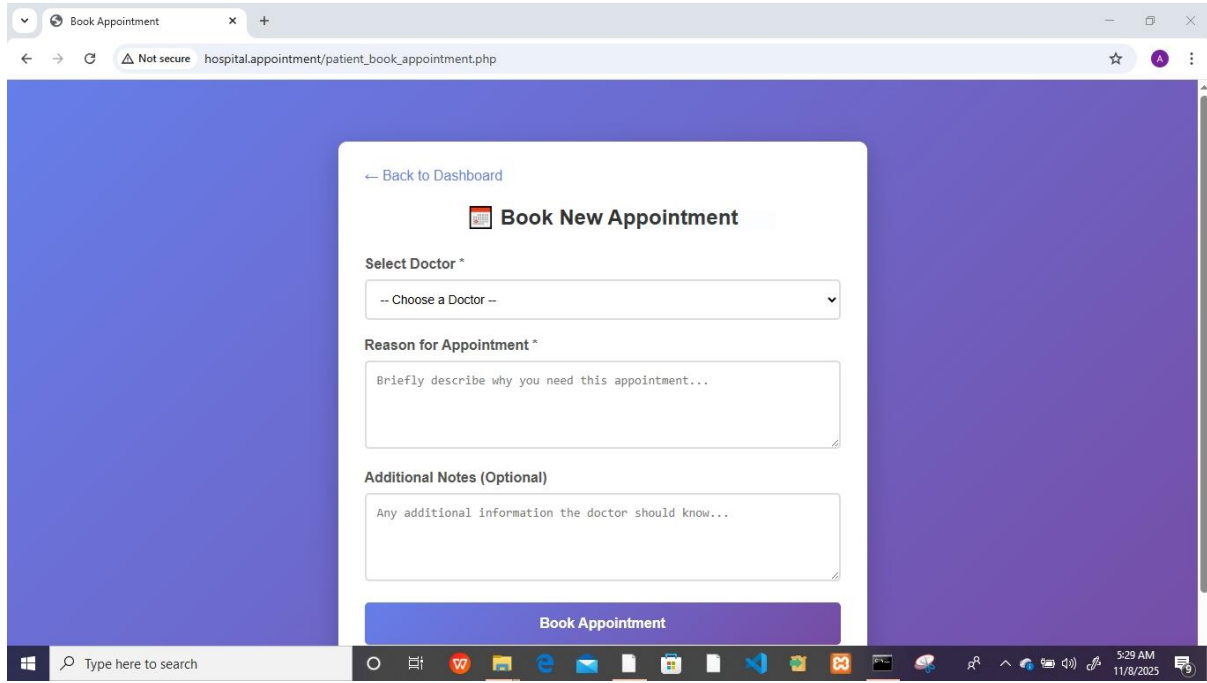 Book Appointment
Not secure hospital.appointment/patient_book_appointment.php
A
← Back to Dashboard
Book New Appointment
Select Doctor *
-- Choose a Doctor --
Reason for Appointment *
Briefly describe why you need this appointment...
Additional Notes (Optional)
Any additional information the doctor should know...
Book Appointment
Type here to search
5:29 AM
11/8/2025
9